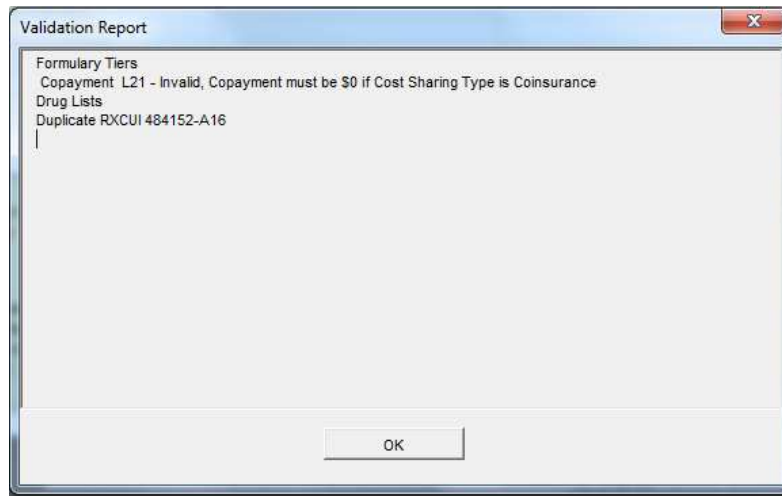 Validation Report
Formulary Tiers
Copayment L21 - Invalid, Copayment must be $0 if Cost Sharing Type is Coinsurance
Drug Lists
Duplicate RXCUI 484152-A16
OK